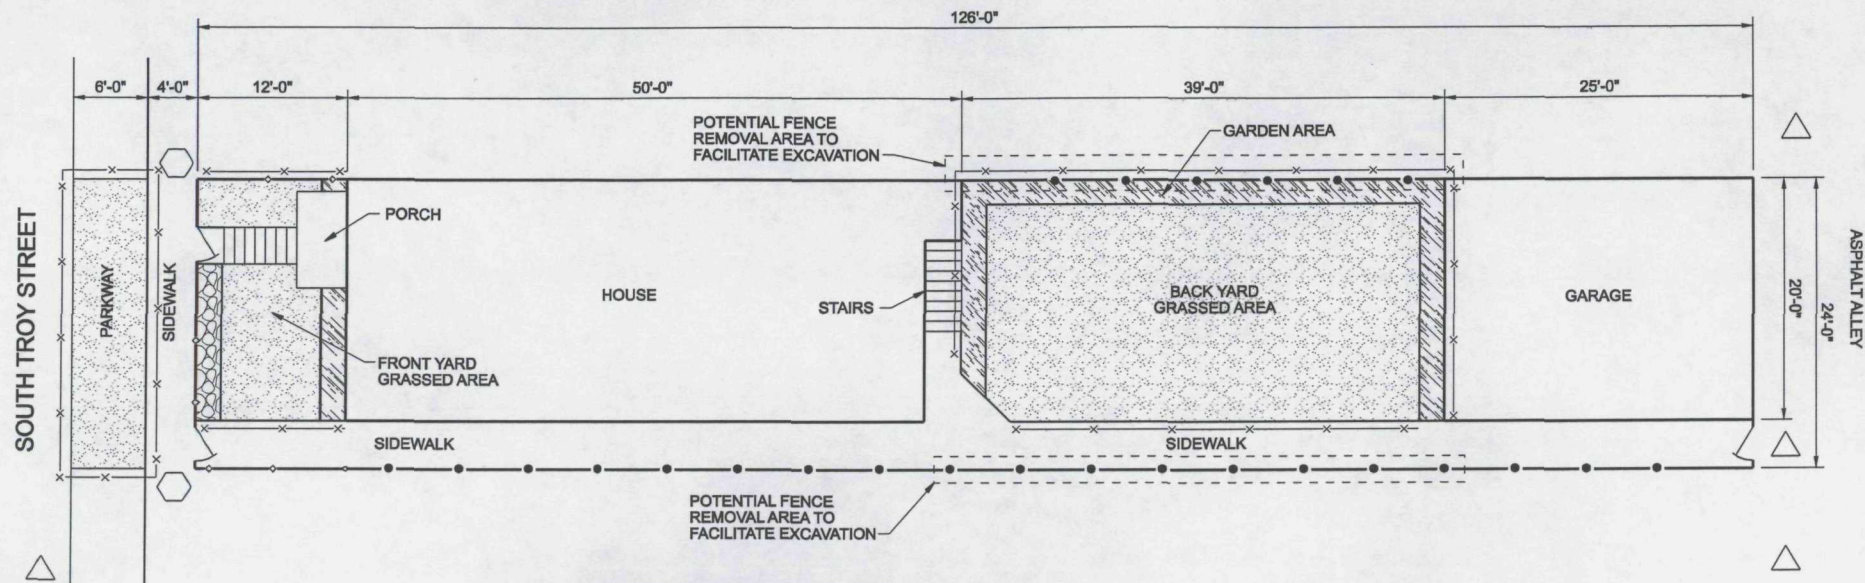 126'-0"
6'-0"
4'-0"
12'-0"
50'-0"
39'-0"
25'-0"
POTENTIAL FENCE
REMOVAL AREA TO
FACILITATE EXCAVATION
GARDEN AREA
SOUTH TROY STREET
PARKWAY
SIDEWALK
PORCH
HOUSE
STAIRS
BACK YARD
GRASSED AREA
GARAGE
20'-0"
24'-0"
ASPHALT ALLEY
FRONT YARD
GRASSED AREA
SIDEWALK
SIDEWALK
POTENTIAL FENCE
REMOVAL AREA TO
FACILITATE EXCAVATION